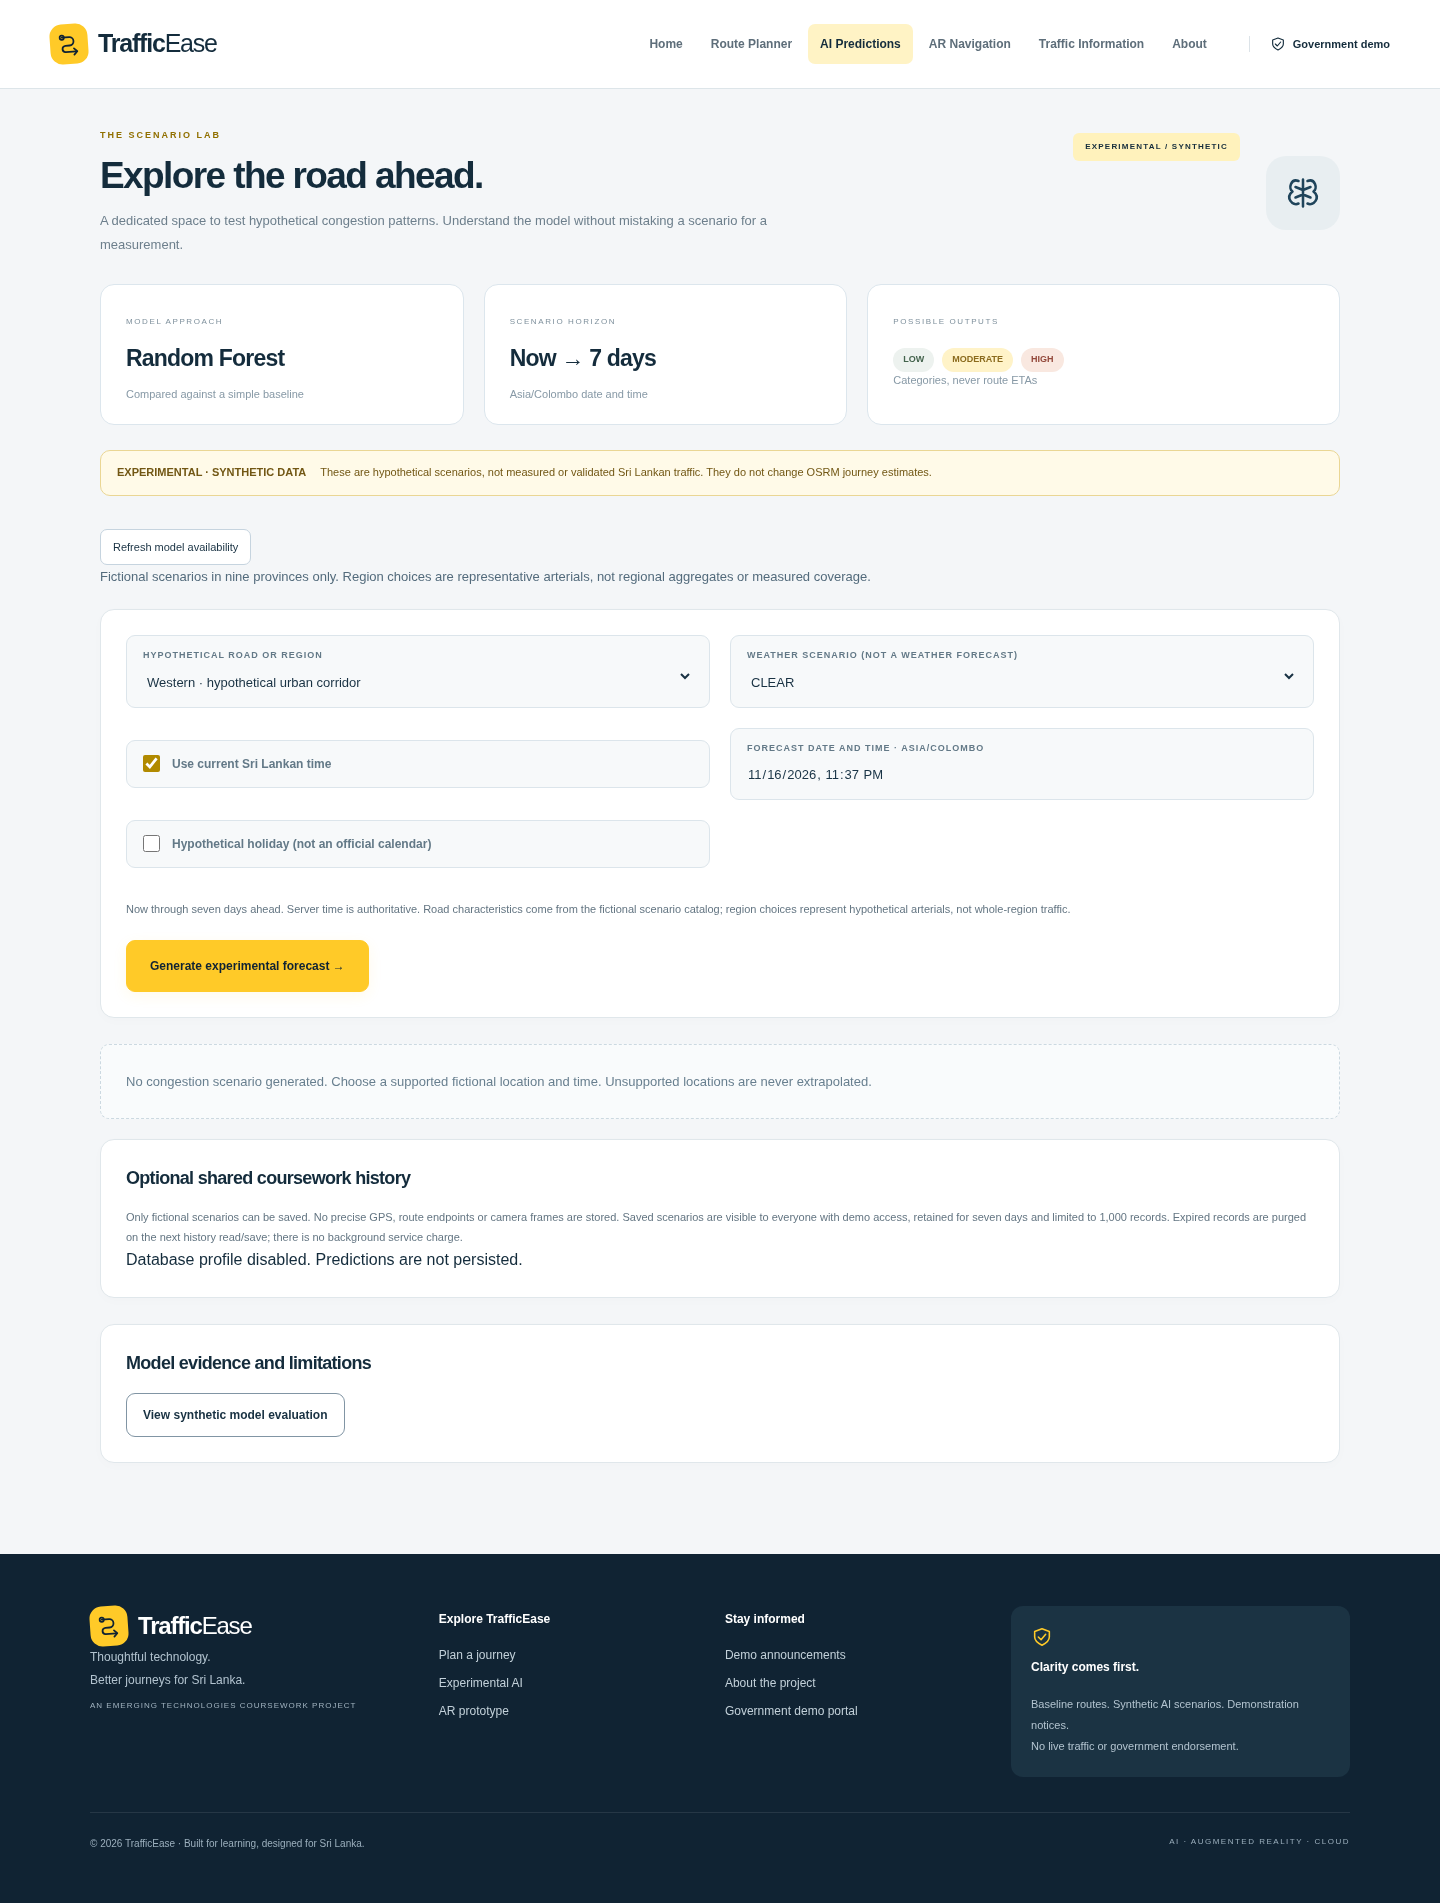 TrafficEase
Home
Route Planner
AI Predictions
AR Navigation
Traffic Information
About
Government demo
THE SCENARIO LAB
EXPERIMENTAL / SYNTHETIC
Explore the road ahead.
A dedicated space to test hypothetical congestion patterns. Understand the model without mistaking a scenario for a
measurement.
MODEL APPROACH
Random Forest
Compared against a simple baseline
SCENARIO HORIZON
Now → 7 days
Asia/Colombo date and time
POSSIBLE OUTPUTS
LOW
MODERATE
HIGH
Categories, never route ETAs
EXPERIMENTAL · SYNTHETIC DATA These are hypothetical scenarios, not measured or validated Sri Lankan traffic. They do not change OSRM journey estimates.
Refresh model availability
Fictional scenarios in nine provinces only. Region choices are representative arterials, not regional aggregates or measured coverage.
HYPOTHETICAL ROAD OR REGION
Western · hypothetical urban corridor
WEATHER SCENARIO (NOT A WEATHER FORECAST)
CLEAR
Use current Sri Lankan time
FORECAST DATE AND TIME · ASIA/COLOMBO
11/16/2026, 11:37 PM
Hypothetical holiday (not an official calendar)
Now through seven days ahead. Server time is authoritative. Road characteristics come from the fictional scenario catalog; region choices represent hypothetical arterials, not whole-region traffic.
Generate experimental forecast →
No congestion scenario generated. Choose a supported fictional location and time. Unsupported locations are never extrapolated.
Optional shared coursework history
Only fictional scenarios can be saved. No precise GPS, route endpoints or camera frames are stored. Saved scenarios are visible to everyone with demo access, retained for seven days and limited to 1,000 records. Expired records are purged
on the next history read/save; there is no background service charge.
Database profile disabled. Predictions are not persisted.
Model evidence and limitations
View synthetic model evaluation
TrafficEase
Thoughtful technology.
Better journeys for Sri Lanka.
AN EMERGING TECHNOLOGIES COURSEWORK PROJECT
Explore TrafficEase
Plan a journey
Experimental AI
AR prototype
Stay informed
Demo announcements
About the project
Government demo portal
Clarity comes first.
Baseline routes. Synthetic AI scenarios. Demonstration
notices.
No live traffic or government endorsement.
© 2026 TrafficEase · Built for learning, designed for Sri Lanka.
AI · AUGMENTED REALITY · CLOUD